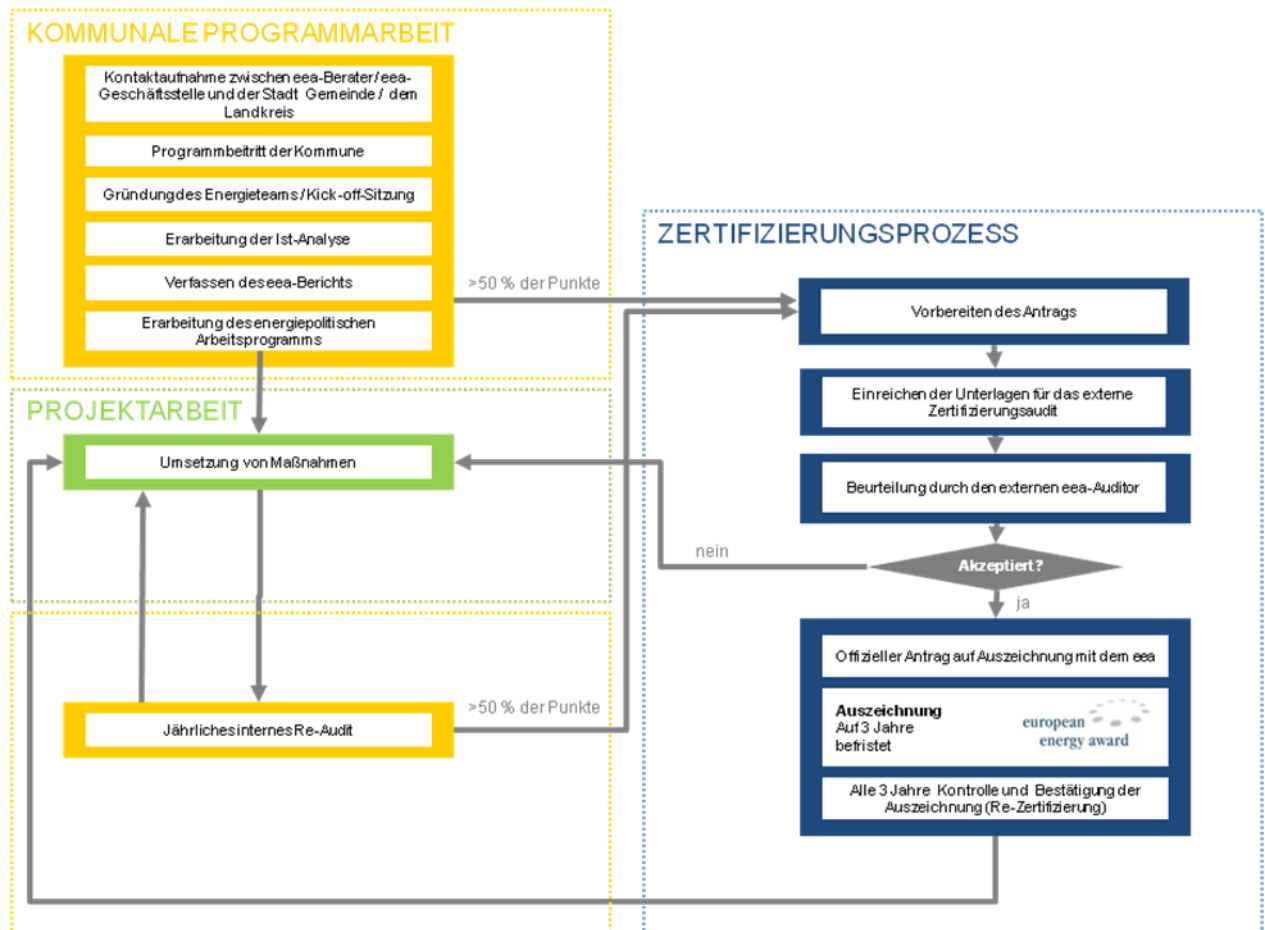 KOMMUNALE PROGRAMMARBEIT
Kontaktaufnahme zwischen eea-Berater/eea-
Geschäftsstelle und der Stadt Gemeinde / dem
Landkreis
Programmbeitritt der Kommune
Gründung des Energieteams / Kick-off-Sitzung
Erarbeitung der Ist-Analyse
Verfassen des eea-Berichts
Erarbeitung des energiepolitischen
Arbeitsprogramms
>50 % der Punkte
PROJEKTARBEIT
Umsetzung von Maßnahmen
Jährliches internes Re-Audit
>50 % der Punkte
ZERTIFIZIERUNGSPROZESS
Vorbereiten des Antrags
Einreichen der Unterlagen für das externe
Zertifizierungsaudit
Beurteilung durch den externen eea-Auditor
Akzeptiert?
nein
ja
Offizieller Antrag auf Auszeichnung mit dem eea
Auszeichnung
Auf 3 Jahre
befristet
european
energy award
Alle 3 Jahre Kontrolle und Bestätigung der
Auszeichnung (Re-Zertifizierung)